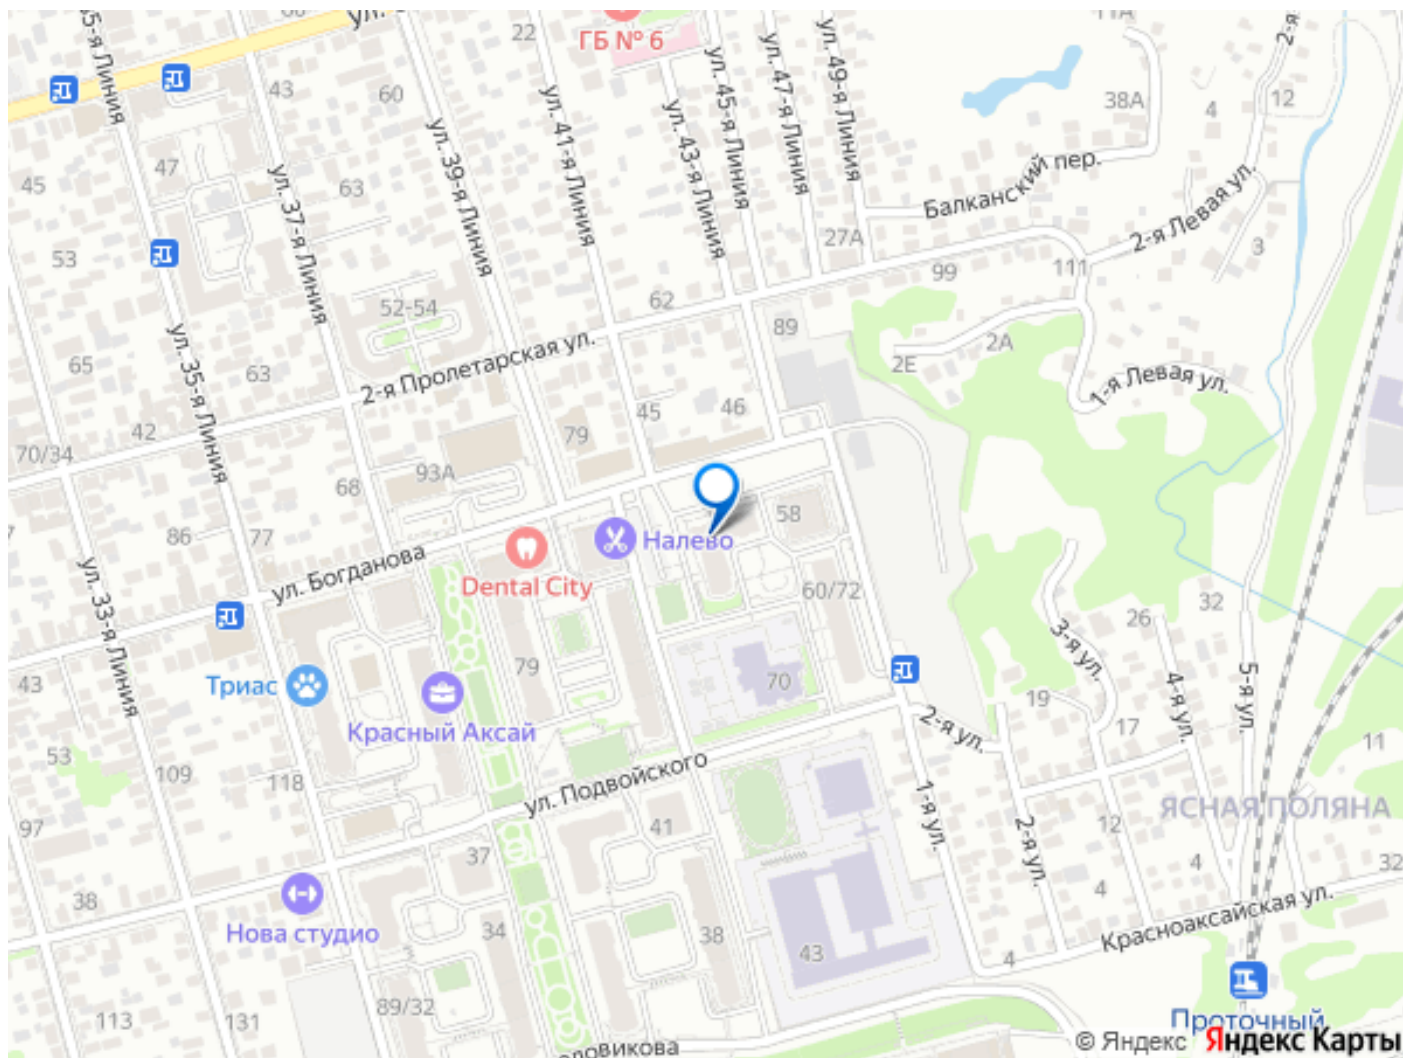 ГБ № 6
22
11А
2-я
35-я Линия
43
60
ул. 45-я Линия
ул. 47-я Линия
ул. 49-я Линия
38А
4
12
47
45
63
ул. 37-я Линия
ул. 39-я Линия
ул. 41-я Линия
ул. 43-я Линия
Балканский пер.
2-я Левая ул.
27А
3
53
52-54
62
99
111
89
2А
2Е
65
63
ул. 35-я Линия
2-я Пролетарская ул.
1-я Левая ул.
42
70/34
45
46
79
93А
68
86
77
58
Налево
ул. Богданова
Dental City
60/72
32
26
ул. 33-я Линия
3-я ул.
4-я ул.
5-я ул.
43
Триас
79
70
19
17
Красный Аксай
2-я ул.
11
53
109
118
ул. Подвойского
1-я ул.
2-я ул.
ЯСНАЯ ПОЛЯНА
97
41
12
37
4
4
32
38
Нова студио
34
38
43
4
Красноаксайская ул.
89/32
113
131
Проточный
© Яндекс Яндекс Карты